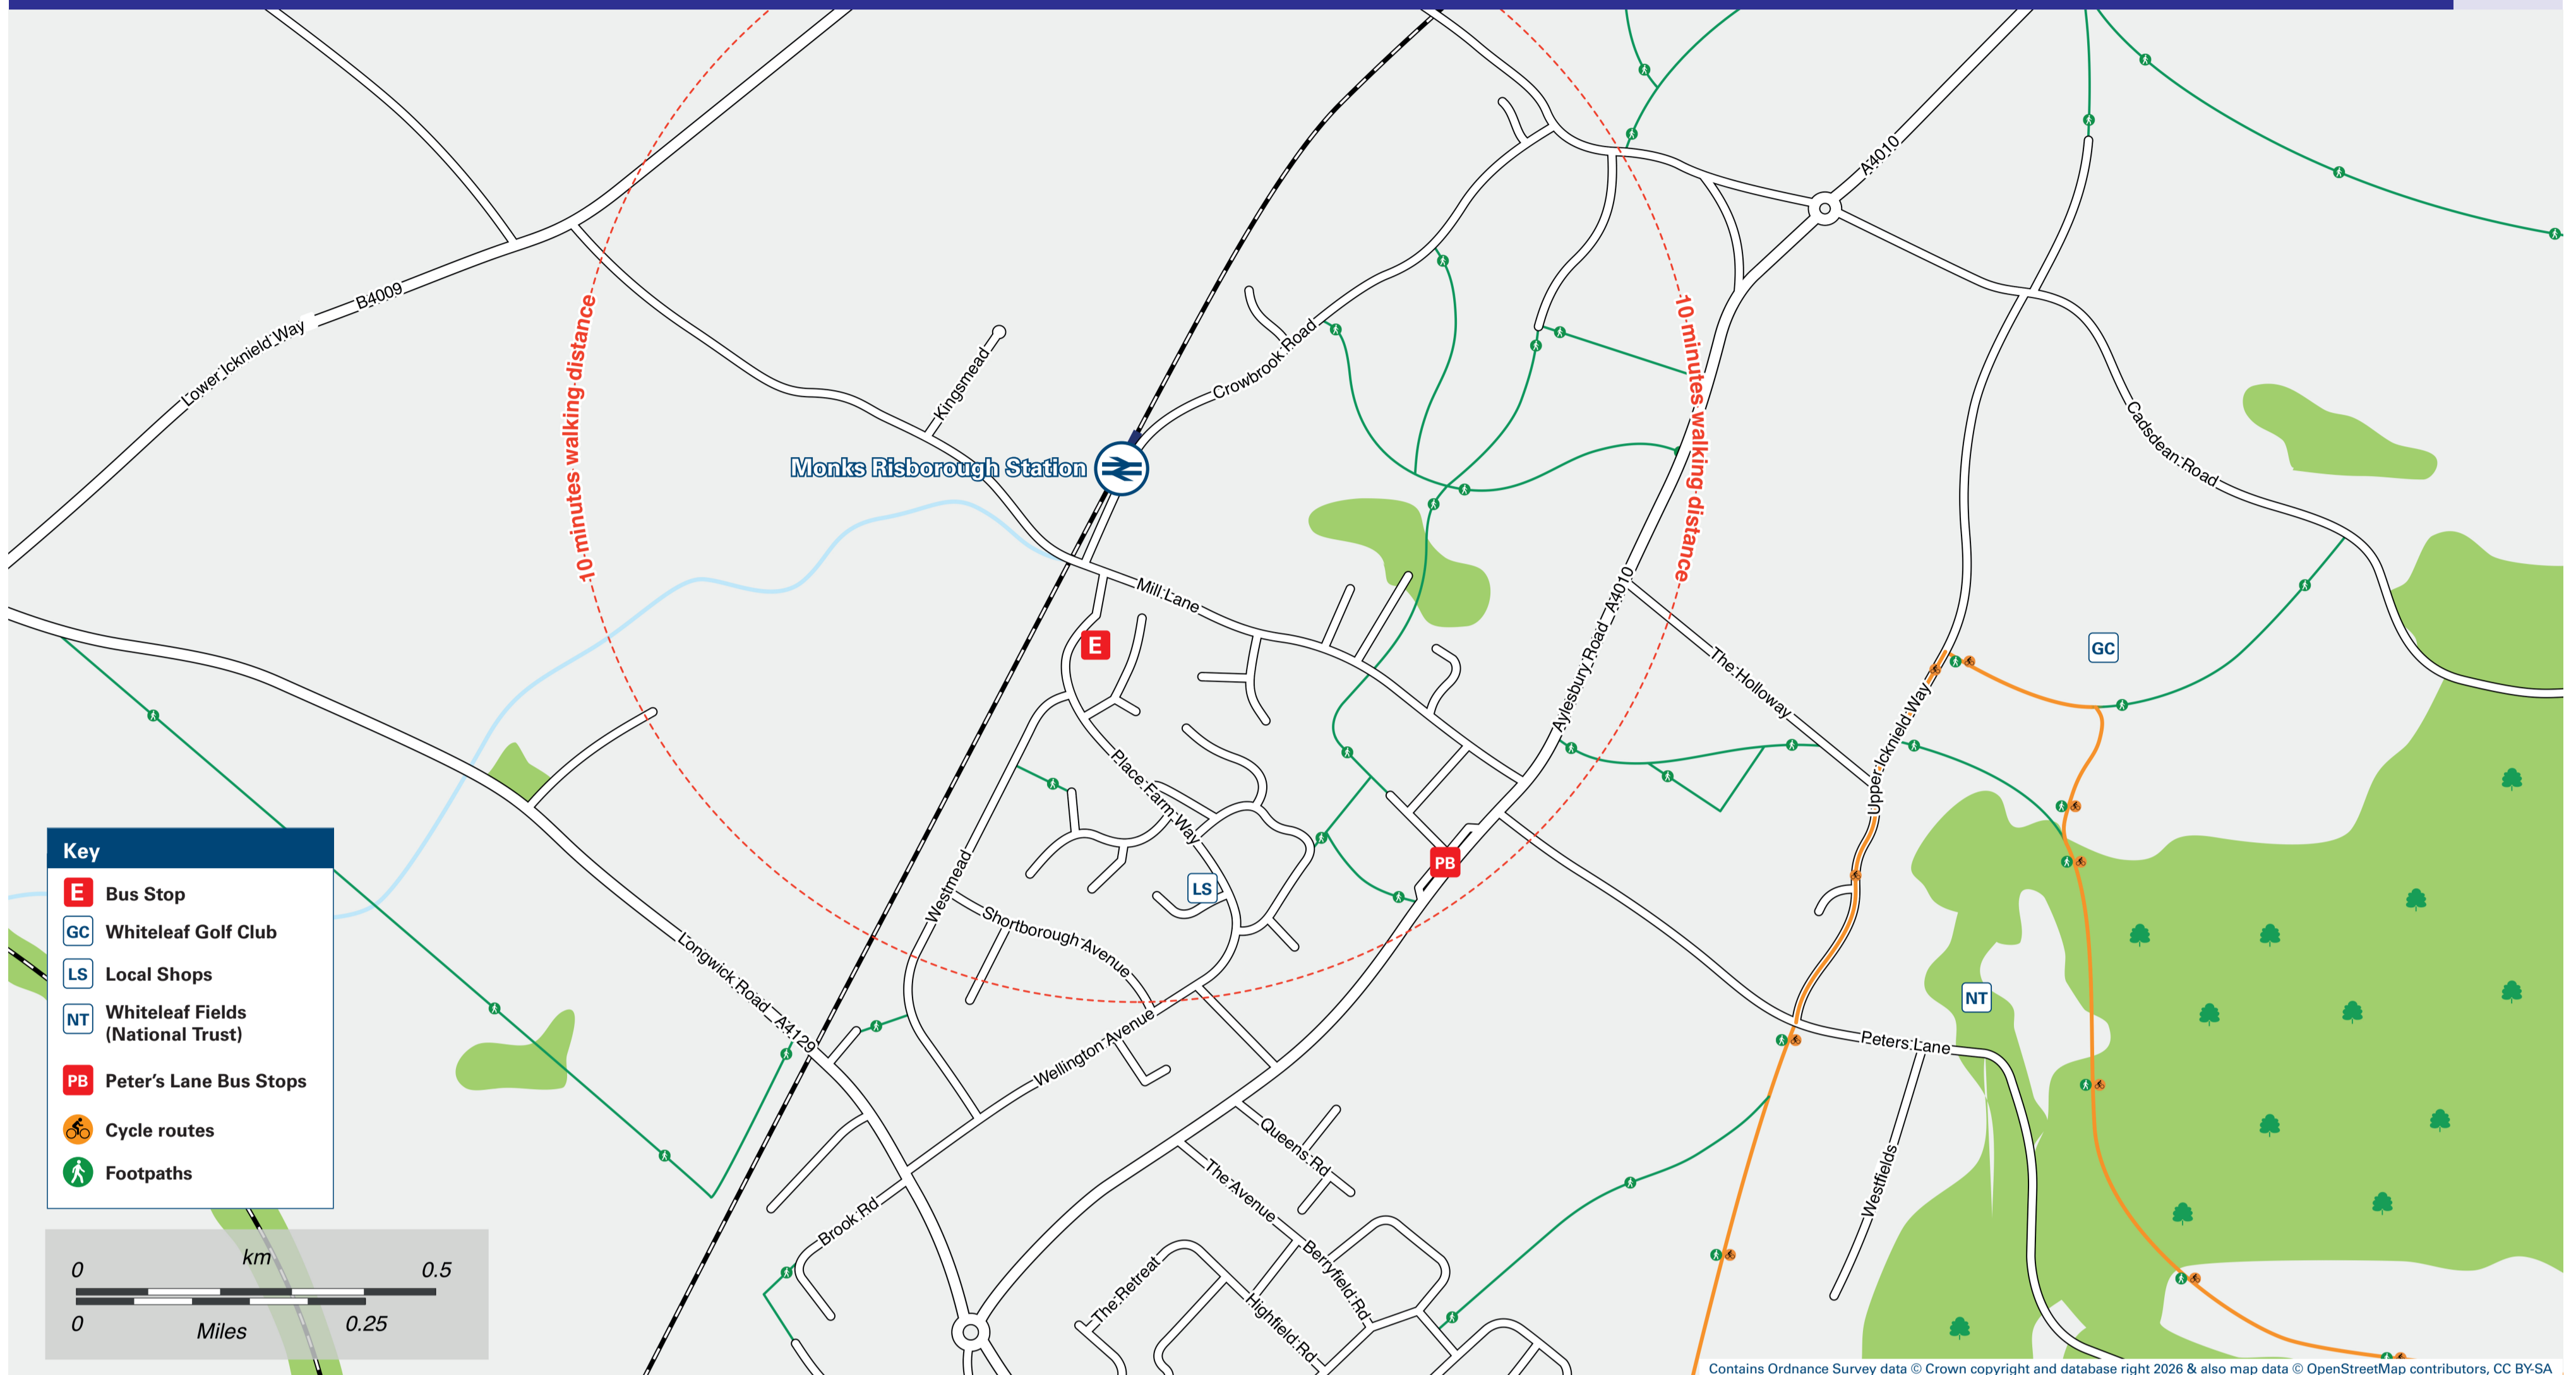 A4010
B4009
Lower Icknield Way
10 minutes walking distance
10 minutes walking distance
Kingsmead
Crowbrook Road
Cadsdean Road
Monks Risborough Station
Mill Lane
Aylesbury Road A4010
The Holloway
E
GC
Upper Icknield Way
Place Farm Way
PB
LS
Westmead
Shortborough Avenue
Longwick Road A4129
NT
Wellington Avenue
Peters Lane
Queens Rd
The Avenue
Westfields
Brook Rd
Berryfield Rd
The Retreat
Highfield Rd
Key
E Bus Stop
GC Whiteleaf Golf Club
LS Local Shops
NT Whiteleaf Fields
(National Trust)
PB Peter's Lane Bus Stops
Cycle routes
Footpaths
km
0 0.5
0 0.25
Miles
Contains Ordnance Survey data © Crown copyright and database right 2026 & also map data © OpenStreetMap contributors, CC BY-SA